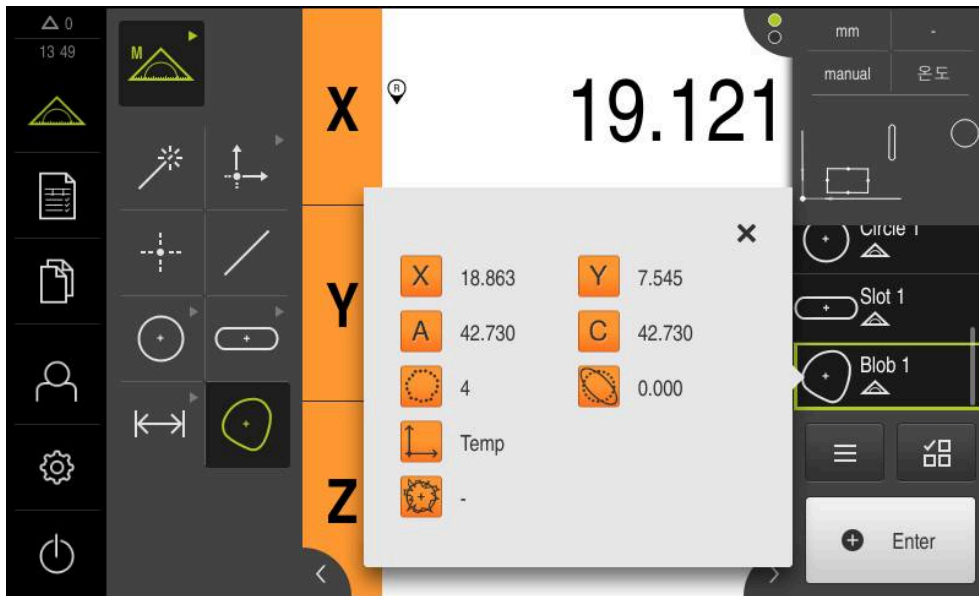 0
13 49
M
X
R
19.121
mm
-
manual
온도
Y
Z
X 18.863 Y 7.545
A 42.730 C 42.730
4 0.000
Temp
-
Circle 1
Slot 1
Blob 1
Enter